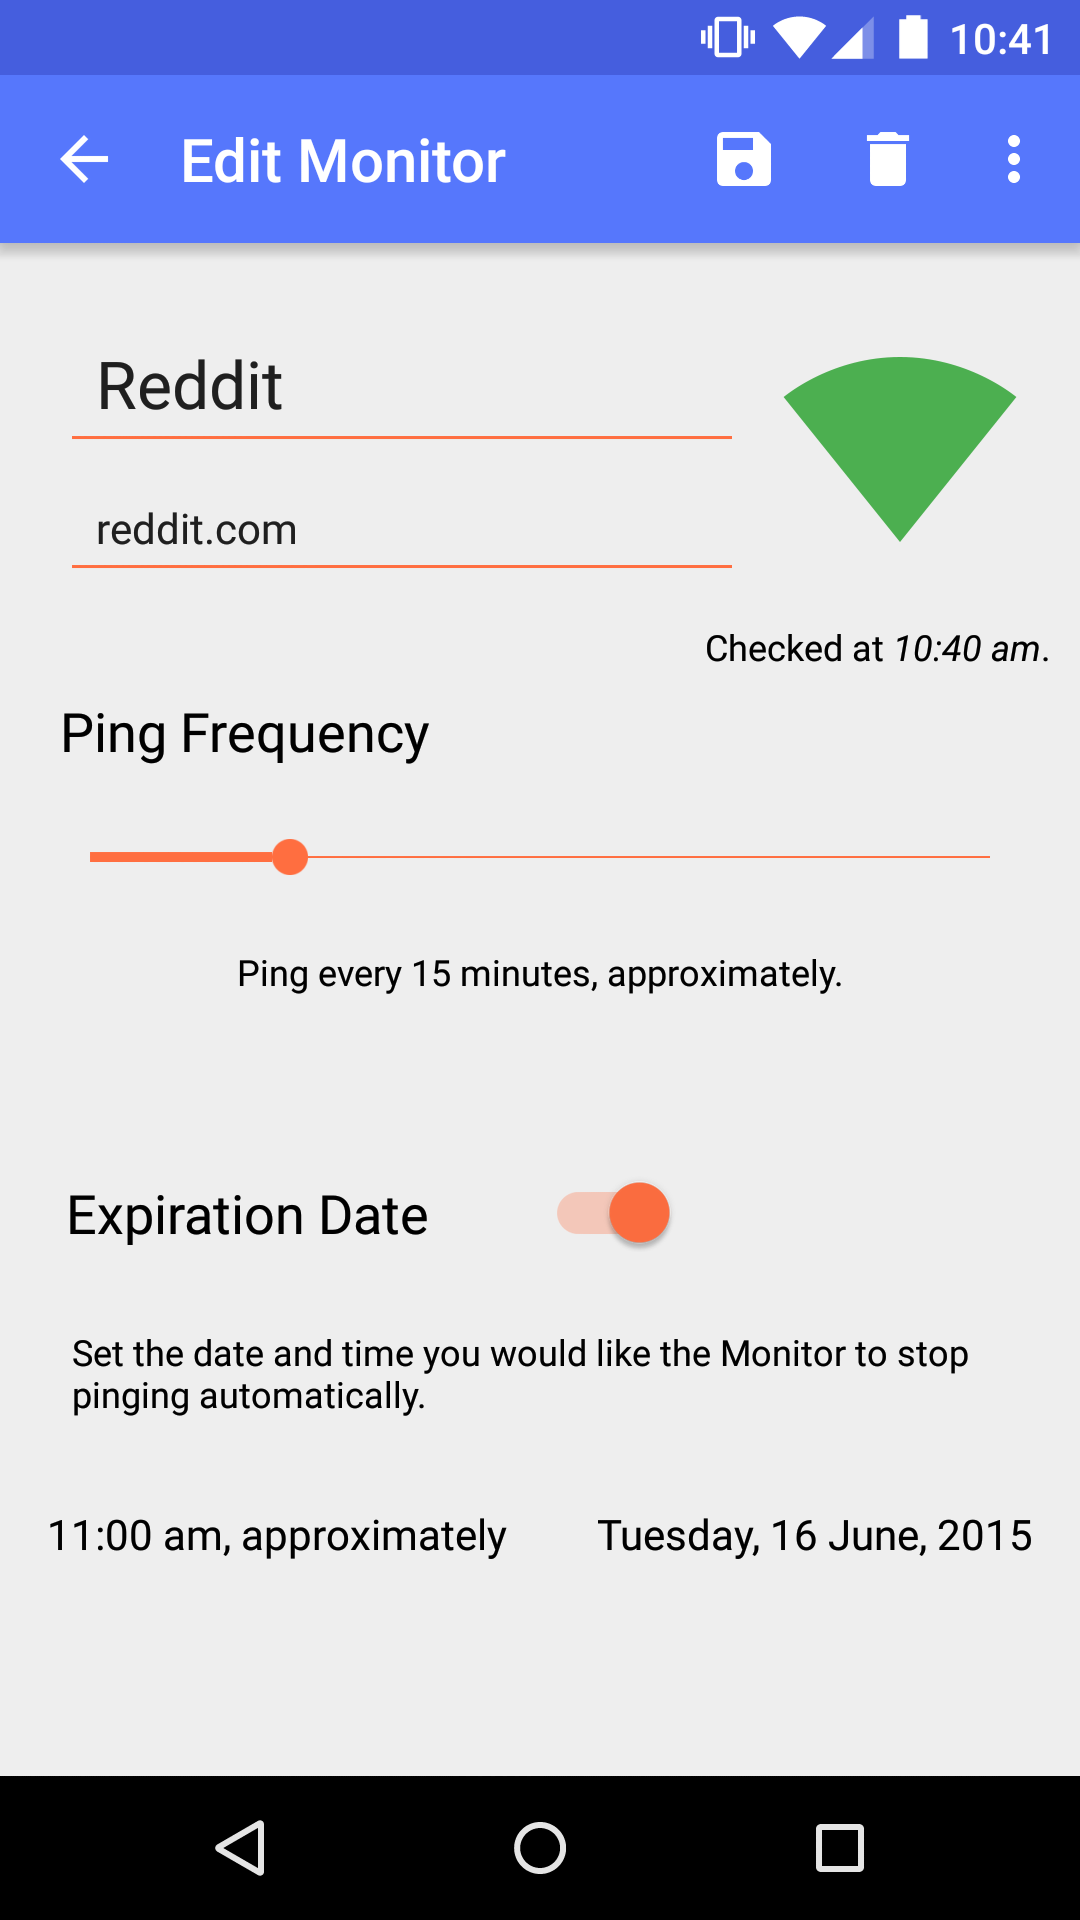 10:41
Edit Monitor
Reddit
reddit.com
Checked at 10:40 am.
Ping Frequency
Ping every 15 minutes, approximately.
Expiration Date
Set the date and time you would like the Monitor to stop
pinging automatically.
11:00 am, approximately
Tuesday, 16 June, 2015